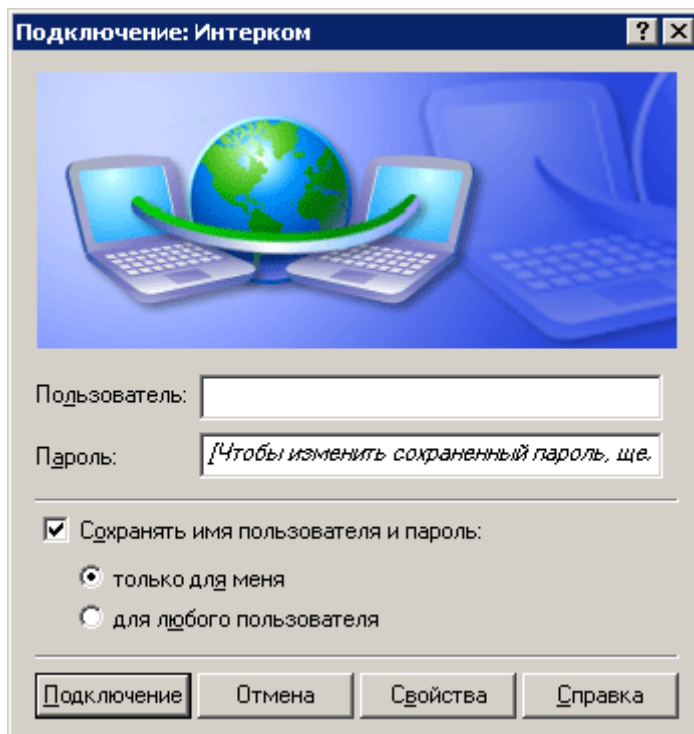 Подключение: Интерком
Пользователь:
Пароль: [Чтобы изменить сохраненный пароль, ще.
Сохранять имя пользователя и пароль:
только для меня
для любого пользователя
Подключение Отмена Свойства Справка